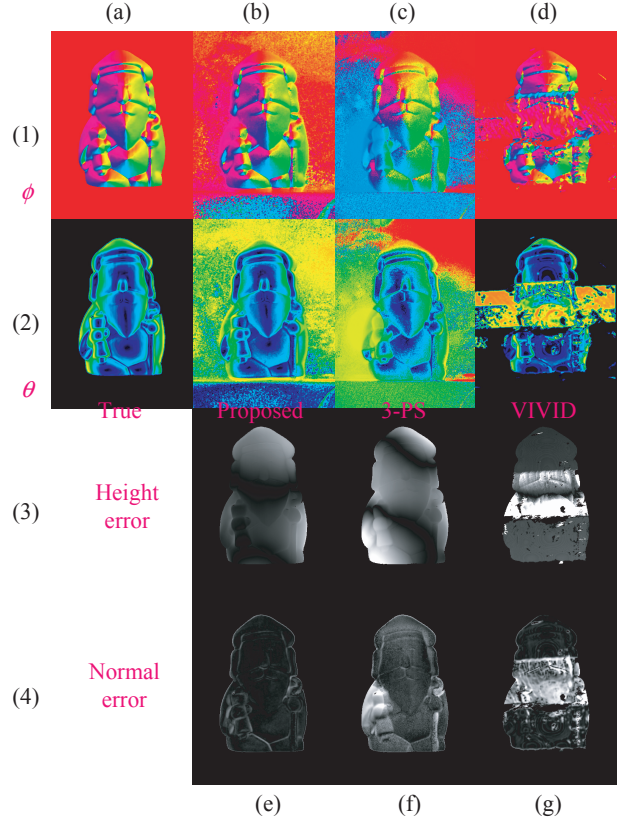 (a) (b) (c) (d)
(1)
ϕ
(2)
θ
True Proposed 3-PS VIVID
(3) Height
error
(4) Normal
error
(e) (f) (g)